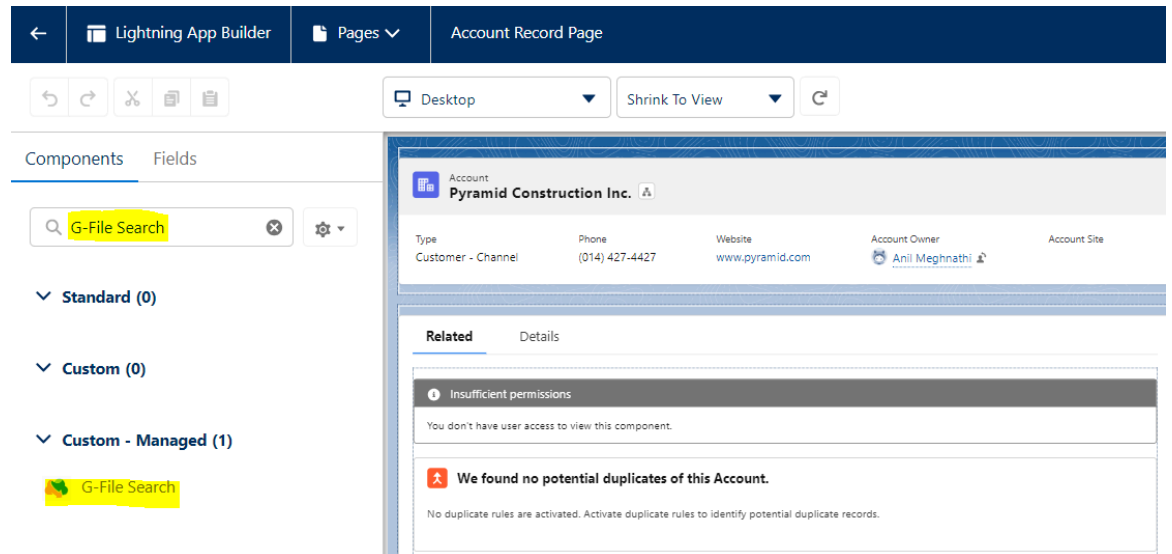 Lightning App Builder
Pages
Account Record Page
Desktop
Shrink To View
Components
Fields
G-File Search
Standard (0)
Custom (0)
Custom - Managed (1)
G-File Search
Account
Pyramid Construction Inc.
Type
Phone
Website
Account Owner
Account Site
Customer - Channel
(014) 427-4427
www.pyramid.com
Anil Meghnathi
Related
Details
Insufficient permissions
You don't have user access to view this component.
We found no potential duplicates of this Account.
No duplicate rules are activated. Activate duplicate rules to identify potential duplicate records.